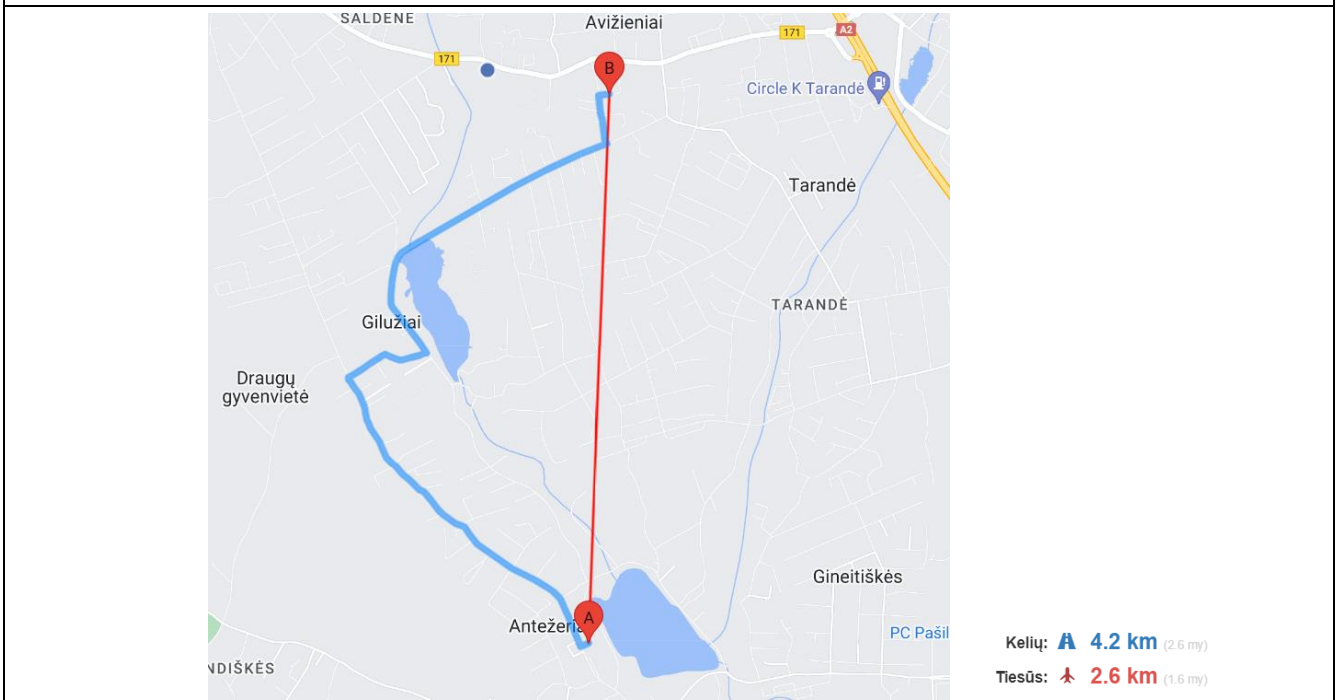 SALDENE
Avižieniai
171
A2
171
B
Circle K Tarandė
Tarandė
TARANDĖ
Gilužiai
Draugų
gyvenvietė
Gineitiškės
A
PC Pašil
NDIŠKĖS
Kelių: 4.2 km (2.6 my)
Tiesūs: 2.6 km (1.6 my)